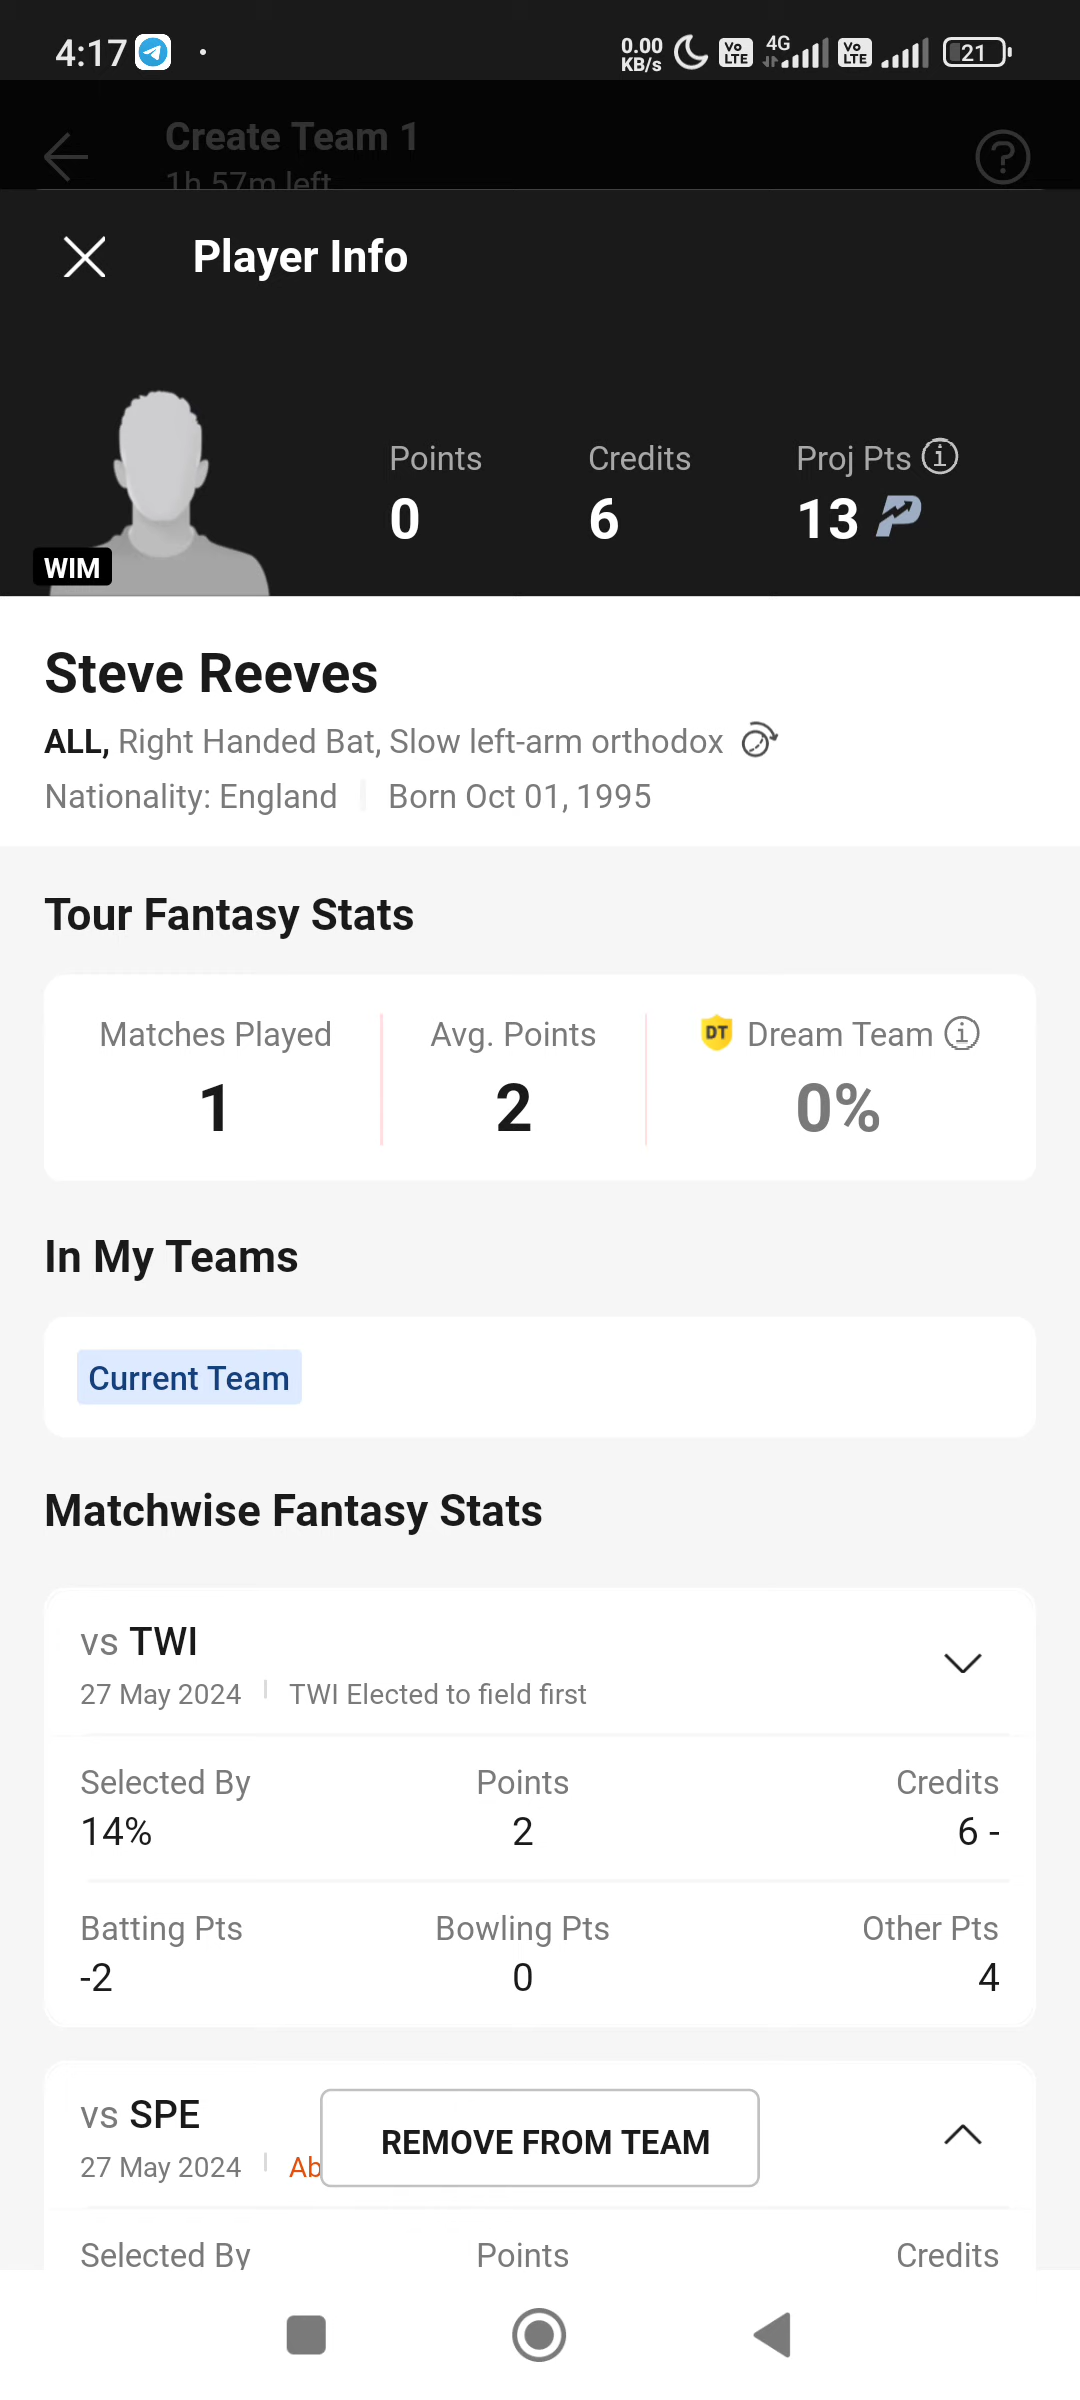 4:17
0.00 KB/s
Vo LTE
4G
Vo LTE
21
Create Team 1
1h 57m left
Player Info
Points
Credits
Proj Pts
0
6
13
WIM
Steve Reeves
ALL, Right Handed Bat, Slow left-arm orthodox
Nationality: England
Born Oct 01, 1995
Tour Fantasy Stats
Matches Played
Avg. Points
DT Dream Team
1
2
0%
In My Teams
Current Team
Matchwise Fantasy Stats
vs TWI
27 May 2024
TWI Elected to field first
Selected By
Points
Credits
14%
2
6 -
Batting Pts
Bowling Pts
Other Pts
-2
0
4
vs SPE
27 May 2024
Ab
REMOVE FROM TEAM
Selected By
Points
Credits